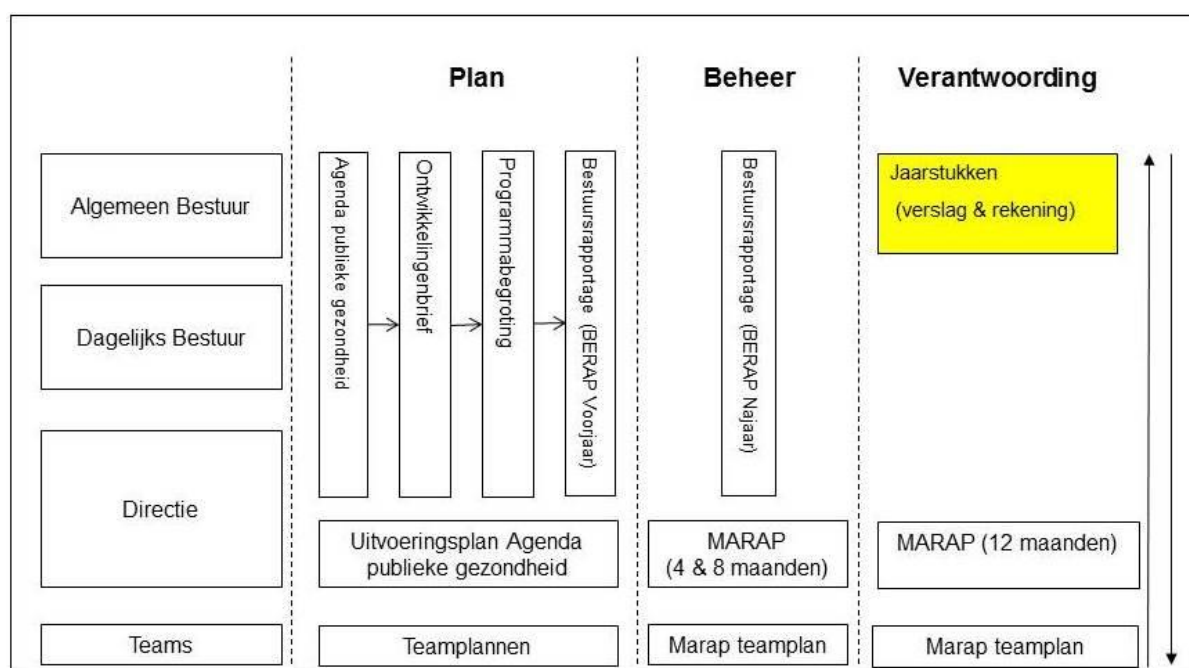 Plan
Beheer
Verantwoording
Algemeen Bestuur
Dagelijks Bestuur
Directie
Teams
Agenda publieke gezondheid
Ontwikkelingenbrief
Programmabegroting
Bestuursrapportage (BERAP Voorjaar)
Uitvoeringsplan Agenda
publieke gezondheid
Teamplannen
Bestuursrapportage (BERAP Najaar)
MARAP
(4 & 8 maanden)
Marap teamplan
Jaarstukken
(verslag & rekening)
MARAP (12 maanden)
Marap teamplan